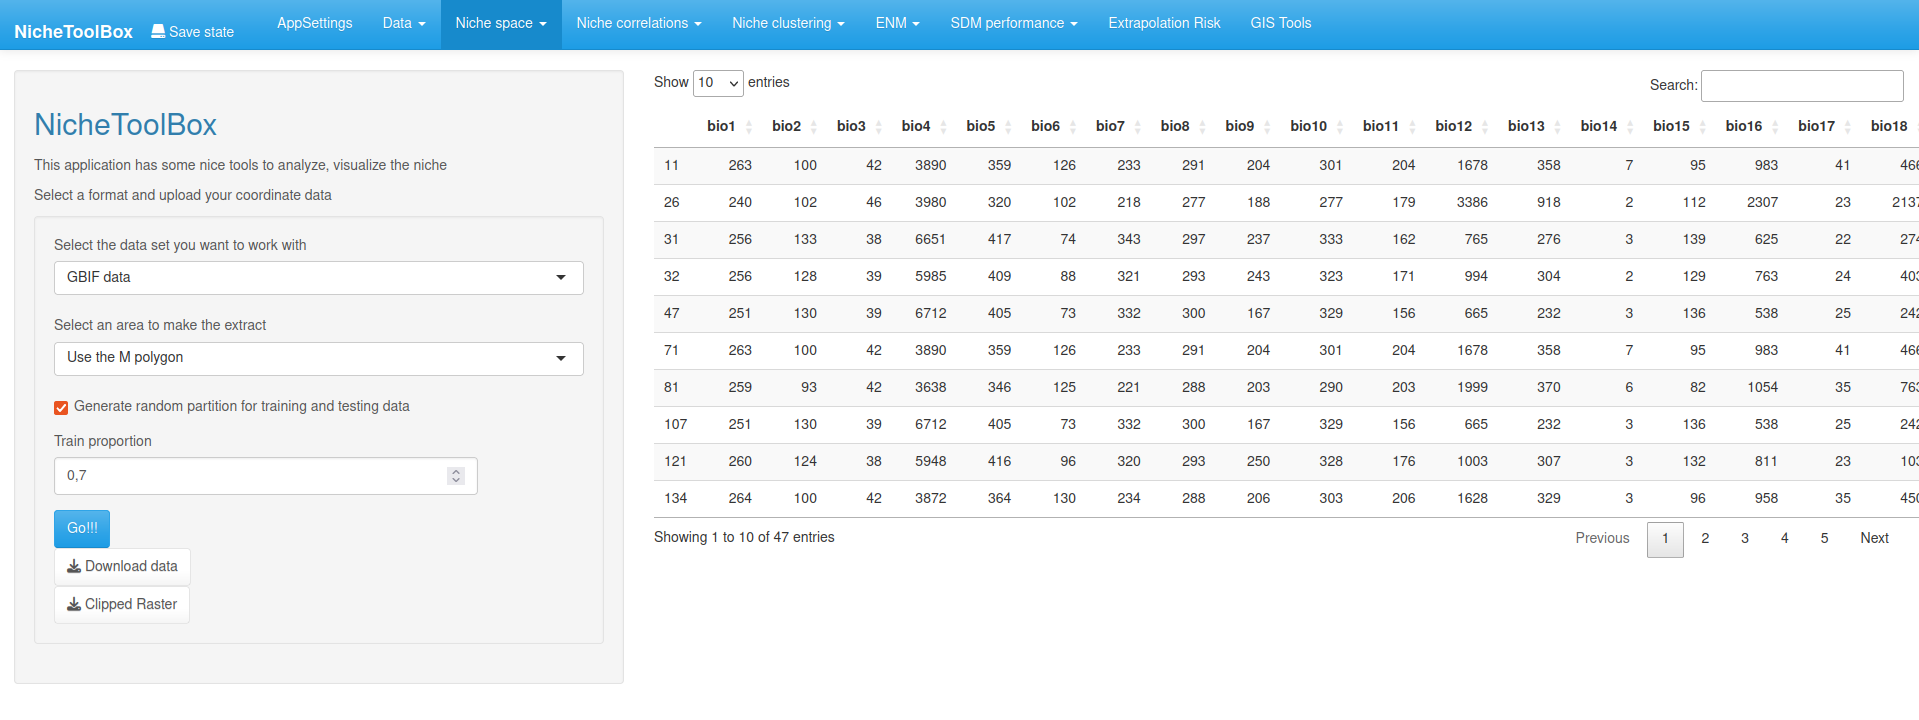 NicheToolBox Save state AppSettings Data Niche space Niche correlations Niche clustering ENM SDM performance Extrapolation Risk GIS Tools
NicheToolBox
This application has some nice tools to analyze, visualize the niche
Select a format and upload your coordinate data
Select the data set you want to work with
GBIF data
Select an area to make the extract
Use the M polygon
Generate random partition for training and testing data
Train proportion
0,7
Go!!!
Download data
Clipped Raster
Show 10 entries Search:
bio1 bio2 bio3 bio4 bio5 bio6 bio7 bio8 bio9 bio10 bio11 bio12 bio13 bio14 bio15 bio16 bio17 bio18
11 263 100 42 3890 359 126 233 291 204 301 204 1678 358 7 95 983 41 466
26 240 102 46 3980 320 102 218 277 188 277 179 3386 918 2 112 2307 23 2137
31 256 133 38 6651 417 74 343 297 237 333 162 765 276 3 139 625 22 274
32 256 128 39 5985 409 88 321 293 243 323 171 994 304 2 129 763 24 403
47 251 130 39 6712 405 73 332 300 167 329 156 665 232 3 136 538 25 242
71 263 100 42 3890 359 126 233 291 204 301 204 1678 358 7 95 983 41 466
81 259 93 42 3638 346 125 221 288 203 290 203 1999 370 6 82 1054 35 763
107 251 130 39 6712 405 73 332 300 167 329 156 665 232 3 136 538 25 242
121 260 124 38 5948 416 96 320 293 250 328 176 1003 307 3 132 811 23 103
134 264 100 42 3872 364 130 234 288 206 303 206 1628 329 3 96 958 35 450
Showing 1 to 10 of 47 entries Previous 1 2 3 4 5 Next